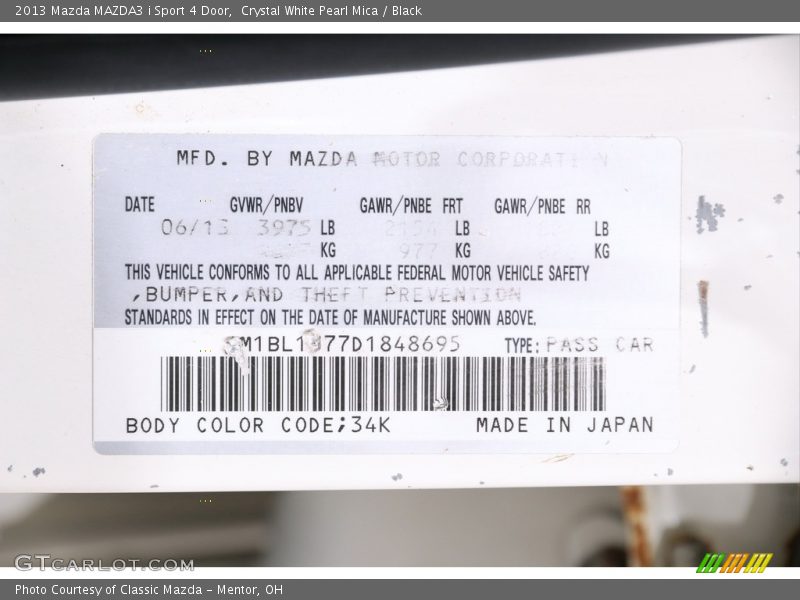 2013 Mazda MAZDA3 i Sport 4 Door,  Crystal White Pearl Mica / Black
MFD. BY MAZDA MOTOR CORPORATION
DATE GVWR/PNBV GAWR/PNBE FRT GAWR/PNBE RR
06/13 3975 LB LB LB
KG 977 KG KG
THIS VEHICLE CONFORMS TO ALL APPLICABLE FEDERAL MOTOR VEHICLE SAFETY
,BUMPER,AND THEFT PREVENTION
STANDARDS IN EFFECT ON THE DATE OF MANUFACTURE SHOWN ABOVE.
TYPE: PASS CAR
BODY COLOR CODE;34K MADE IN JAPAN
GTCARLOT.COM
Photo Courtesy of Classic Mazda - Mentor, OH